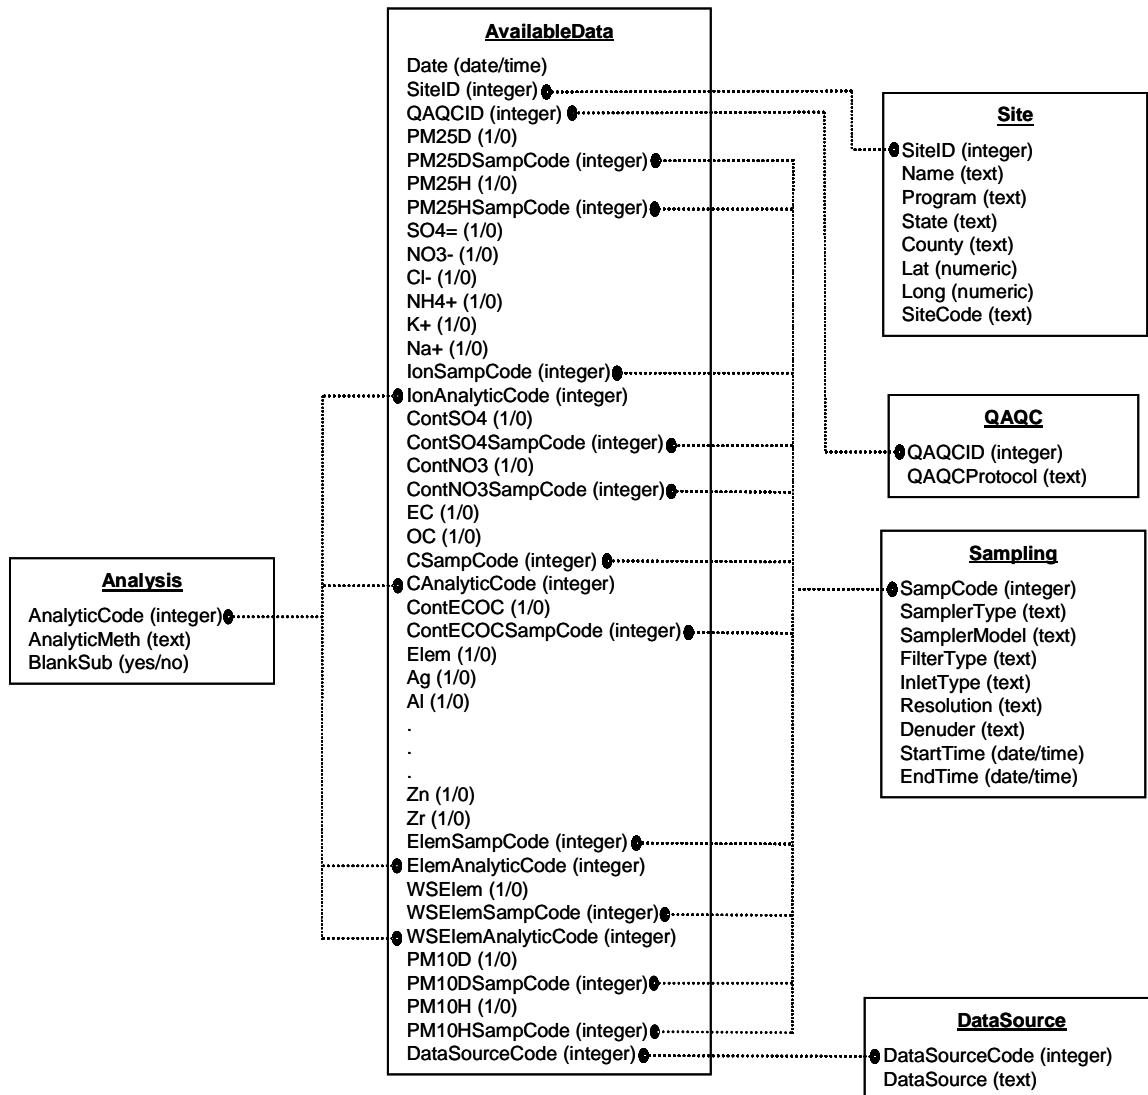 AvailableData
Date (date/time)
SiteID (integer)
QAQCID (integer)
PM25D (1/0)
PM25DSampCode (integer)
PM25H (1/0)
PM25HSampCode (integer)
SO4= (1/0)
NO3- (1/0)
Cl- (1/0)
NH4+ (1/0)
K+ (1/0)
Na+ (1/0)
IonSampCode (integer)
IonAnalyticCode (integer)
ContSO4 (1/0)
ContSO4SampCode (integer)
ContNO3 (1/0)
ContNO3SampCode (integer)
EC (1/0)
OC (1/0)
CSampCode (integer)
CAnalyticCode (integer)
ContECOC (1/0)
ContECOCSampCode (integer)
Elem (1/0)
Ag (1/0)
Al (1/0)
.
.
.
Zn (1/0)
Zr (1/0)
ElemSampCode (integer)
ElemAnalyticCode (integer)
WSElem (1/0)
WSElemSampCode (integer)
WSElemAnalyticCode (integer)
PM10D (1/0)
PM10DSampCode (integer)
PM10H (1/0)
PM10HSampCode (integer)
DataSourceCode (integer)
Analysis
AnalyticCode (integer)
AnalyticMeth (text)
BlankSub (yes/no)
Site
SiteID (integer)
Name (text)
Program (text)
State (text)
County (text)
Lat (numeric)
Long (numeric)
SiteCode (text)
QAQC
QAQCID (integer)
QAQCProtocol (text)
Sampling
SampCode (integer)
SamplerType (text)
SamplerModel (text)
FilterType (text)
InletType (text)
Resolution (text)
Denuder (text)
StartTime (date/time)
EndTime (date/time)
DataSource
DataSourceCode (integer)
DataSource (text)